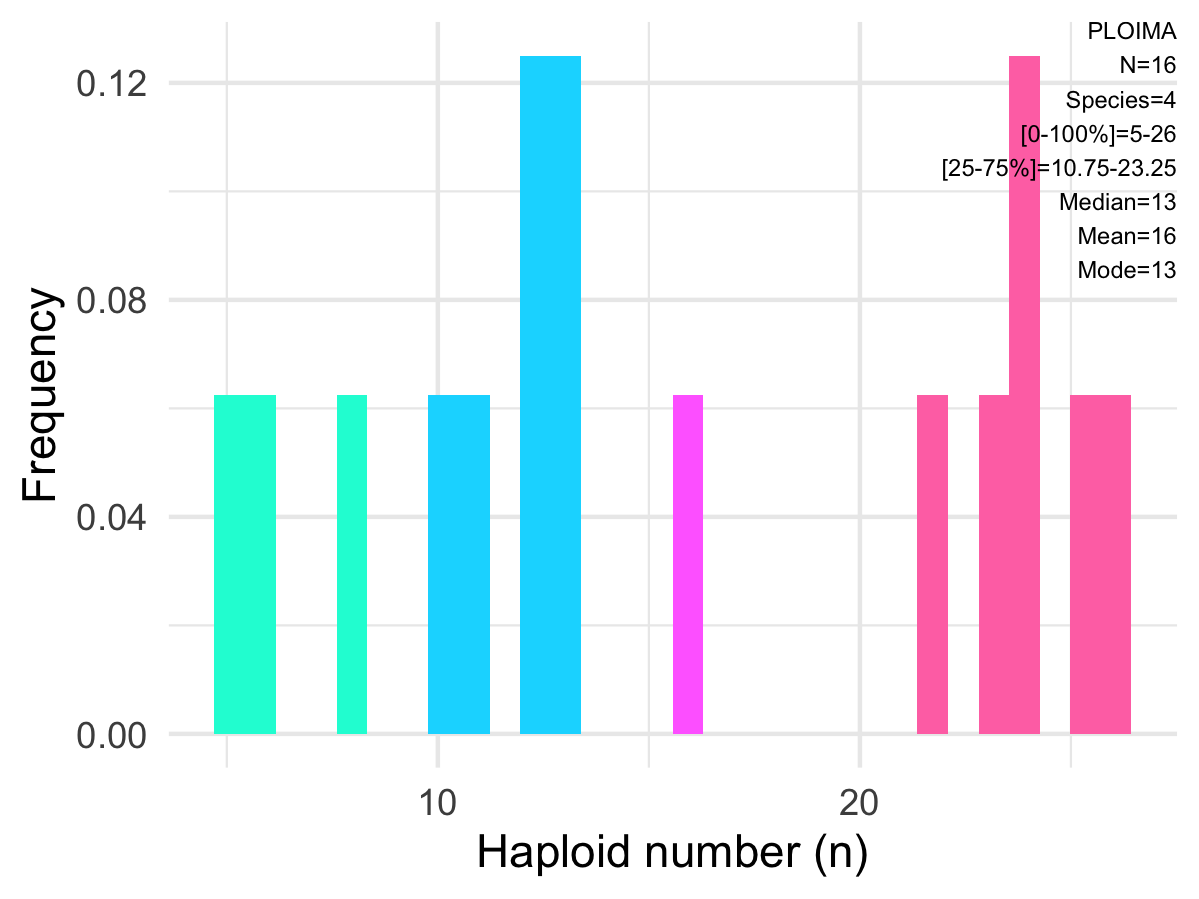 PLOIMA
N=16
Species=4
[0-100%]=5-26
[25-75%]=10.75-23.25
Median=13
Mean=16
Mode=13
Frequency
0.12
0.08
0.04
0.00
10 20
Haploid number (n)